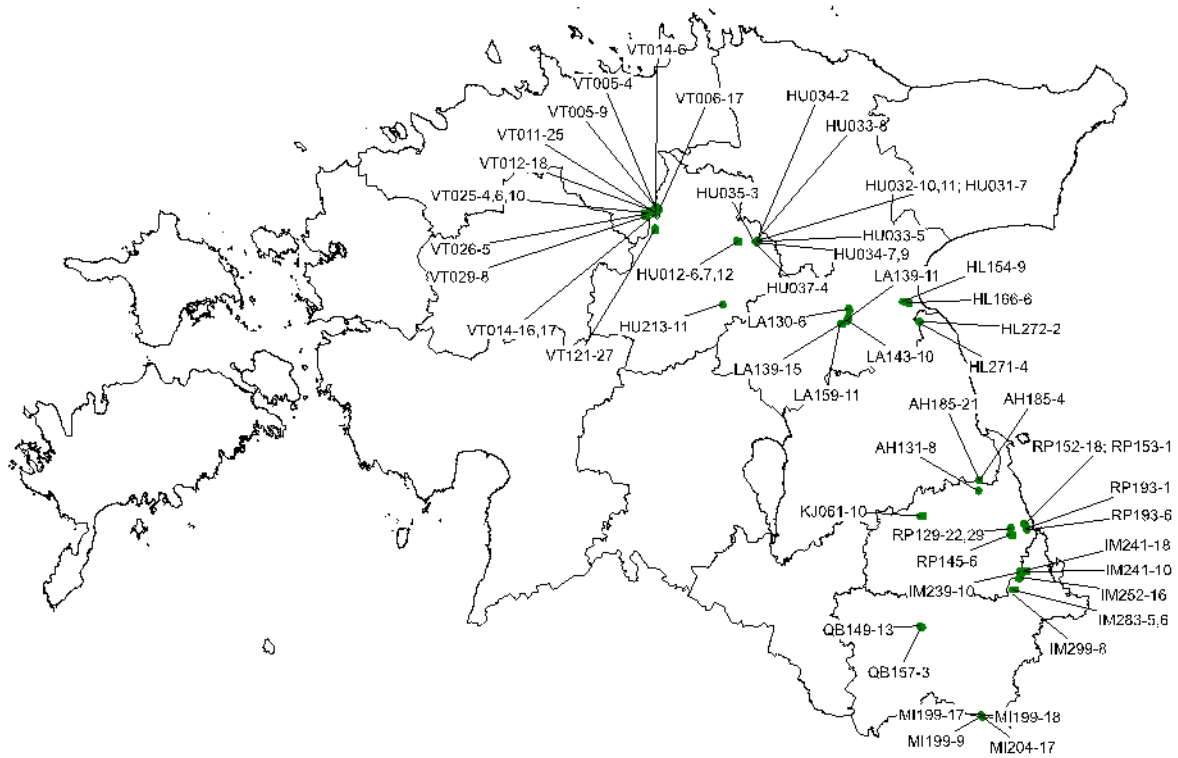 VT014-6
VT005-4
VT006-17
VT005-9
HU034-2
VT011-25
HU033-8
VT012-18
VT025-4,6,10
HU035-3
HU032-10,11; HU031-7
VT026-5
HU033-5
HU034-7,9
VT029-8
HU012-6.7,12
LA139-11
HL154-9
HU037-4
HL166-6
VT014-16,17
HU213-11
LA130-6
HL272-2
VT121-27
LA139-15
LA143-10
HL271-4
LA159-11
AH185-21
AH185-4
AH131-8
RP152-18; RP153-1
RP193-1
KJ061-10
RP129-22,29
RP193-6
RP145-6
IM241-18
IM241-10
IM239-10
IM252-16
IM283-5,6
QB149-13
IM299-8
QB157-3
MI199-17
MI199-18
MI199-9
MI204-17